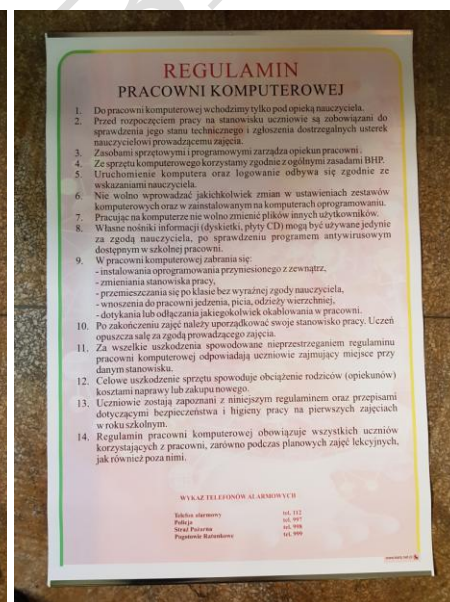 REGULAMIN
PRACOWNI KOMPUTEROWEJ
1. Do pracowni komputerowej wchodzimy tylko pod opieką nauczyciela.
2. Przed rozpoczęciem pracy na stanowisku uczniowie są zobowiązani do
sprawdzenia jego stanu technicznego i zgłoszenia dostrzegalnych usterek
nauczycielowi prowadzącemu zajęcia.
3. Zasobami sprzętowymi i programowymi zarządza opiekun pracowni.
4. Ze sprzętu komputerowego korzystamy zgodnie z ogólnymi zasadami BHP.
5. Uruchomienie komputera oraz logowanie odbywa się zgodnie ze
wskazaniami nauczyciela.
6. Nie wolno wprowadzać jakichkolwiek zmian w ustawieniach zestawów
komputerowych oraz w zainstalowanym na komputerach oprogramowaniu.
7. Pracując na komputerze nie wolno zmienić plików innych użytkowników.
8. Własne nośniki informacji (dyskietki, płyty CD) mogą być używane jedynie
za zgodą nauczyciela, po sprawdzeniu programem antywirusowym
dostępnym w szkolnej pracowni.
9. W pracowni komputerowej zabrania się:
- instalowania oprogramowania przyniesionego z zewnątrz,
- zmieniania stanowiska pracy,
- przemieszczania się po klasie bez wyraźnej zgody nauczyciela,
- wnoszenia do pracowni jedzenia, picia, odzieży wierzchniej,
- dotykania lub odłączania jakiegokolwiek okablowania w pracowni.
10. Po zakończeniu zajęć należy uporządkować swoje stanowisko pracy. Uczeń
opuszcza salę za zgodą prowadzącego zajęcia.
11. Za wszelkie uszkodzenia spowodowane nieprzestrzeganiem regulaminu
pracowni komputerowej odpowiadają uczniowie zajmujący miejsce przy
danym stanowisku.
12. Celowe uszkodzenie sprzętu spowoduje obciążenie rodziców (opiekunów)
kosztami naprawy lub zakupu nowego.
13. Uczniowie zostają zapoznani z niniejszym regulaminem oraz przepisami
dotyczącymi bezpieczeństwa i higieny pracy na pierwszych zajęciach
w roku szkolnym.
14. Regulamin pracowni komputerowej obowiązuje wszystkich uczniów
korzystających z pracowni, zarówno podczas planowych zajęć lekcyjnych,
jak również poza nimi.
WYKAZ TELEFONÓW ALARMOWYCH
Telefon alarmowy tel. 112
Policja tel. 997
Straż Pożarna tel. 998
Pogotowie Ratunkowe tel. 999